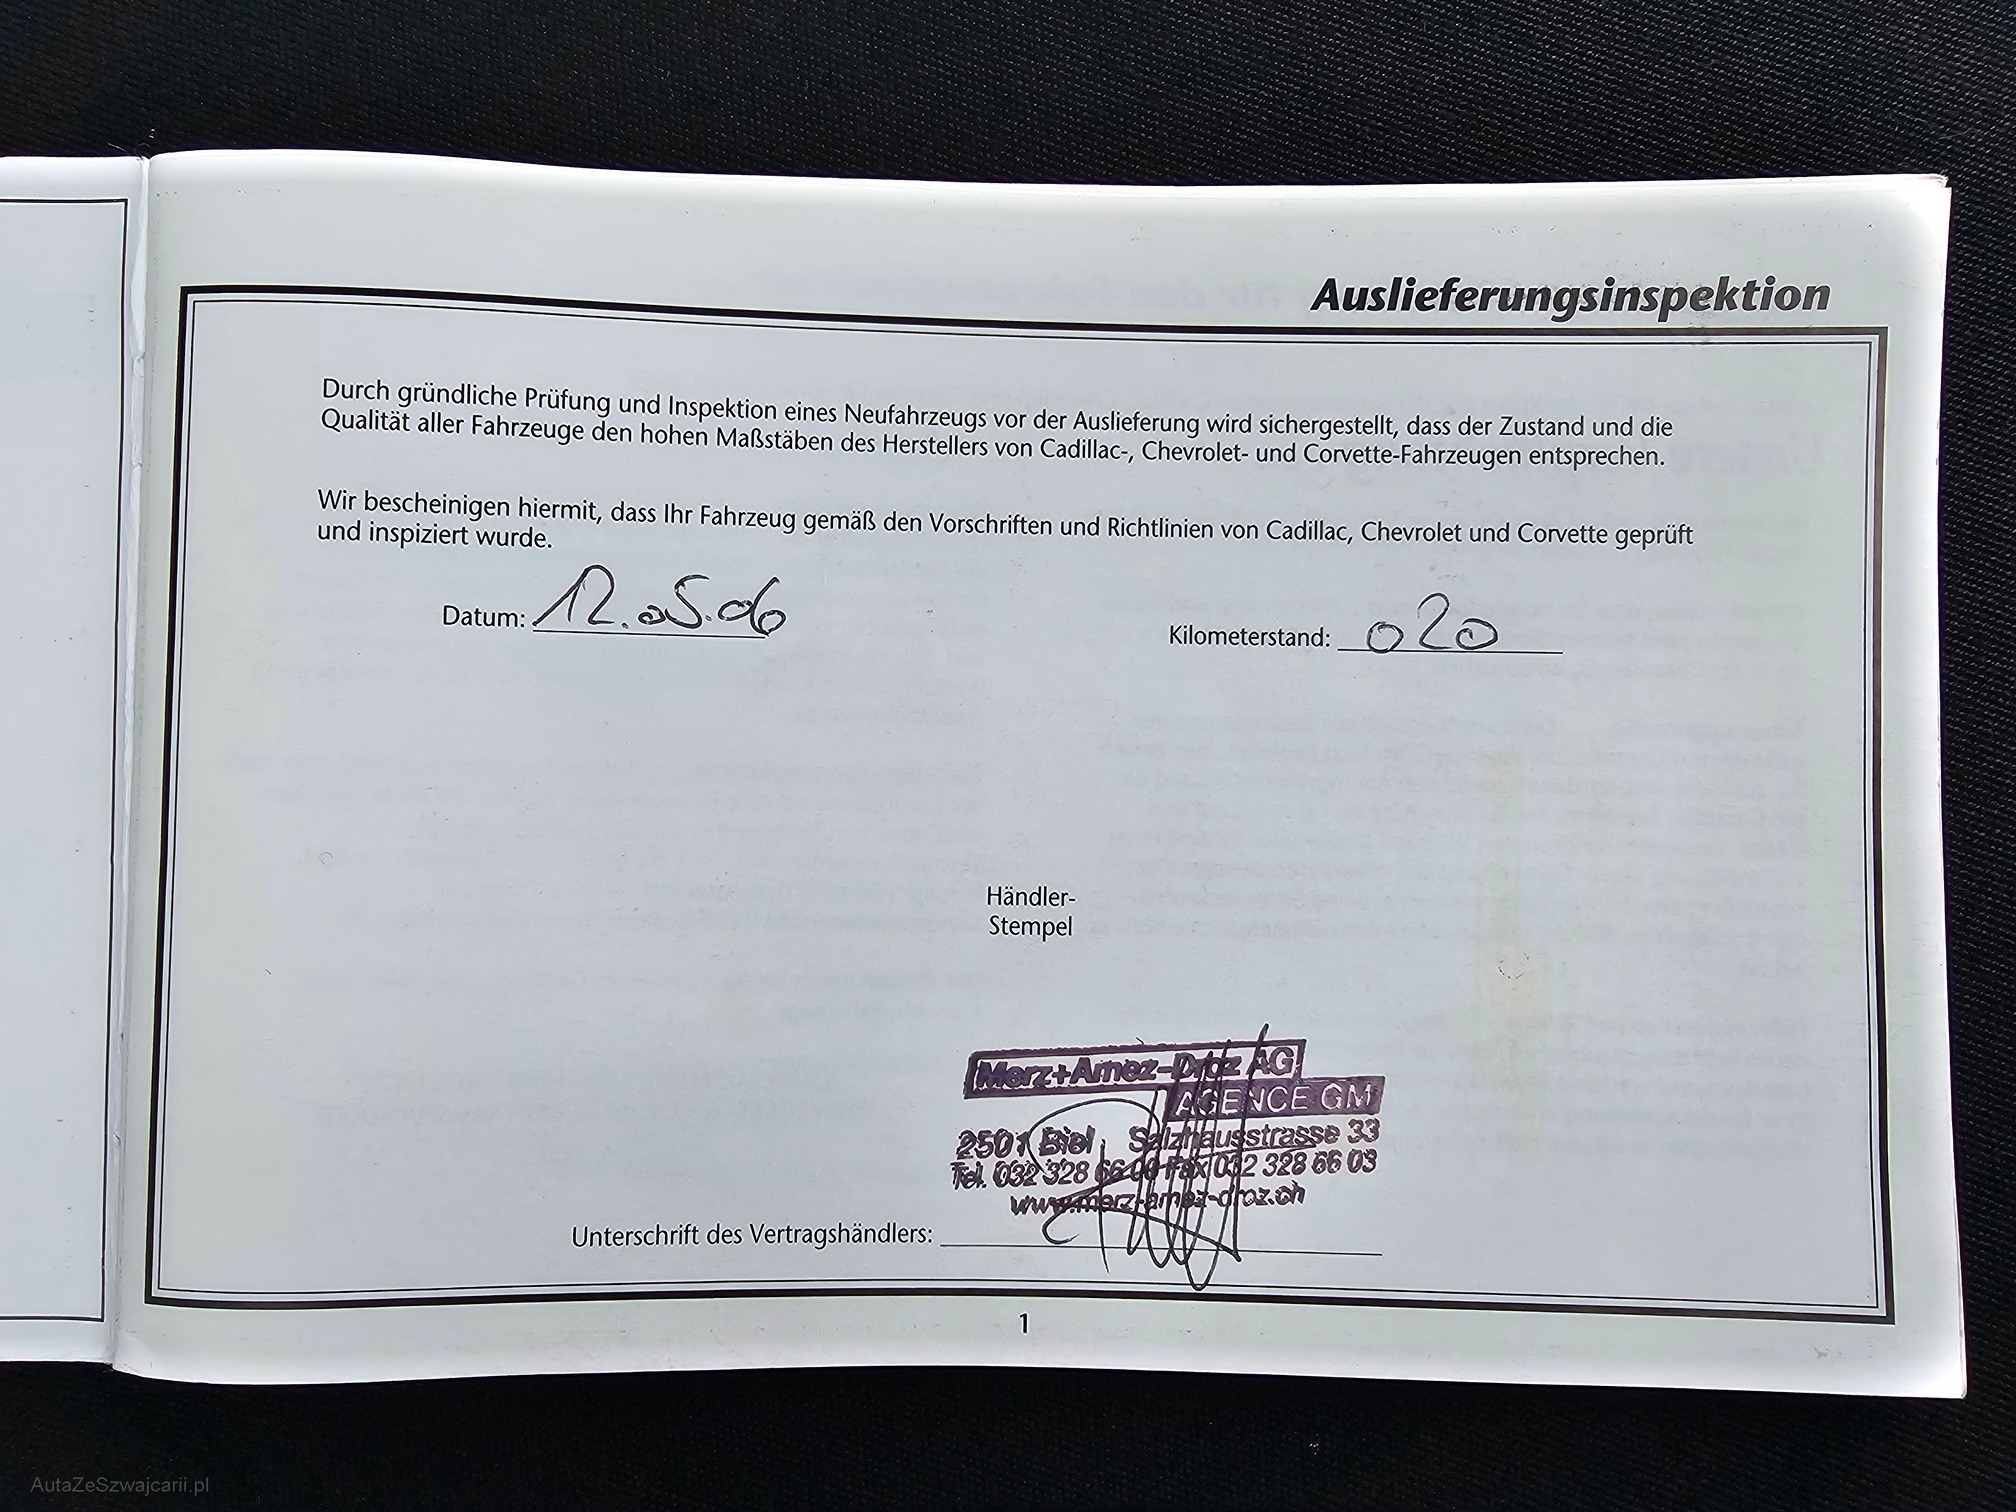 Auslieferungsinspektion
Durch gründliche Prüfung und Inspektion eines Neufahrzeugs vor der Auslieferung wird sichergestellt, dass der Zustand und die
Qualität aller Fahrzeuge den hohen Maßstäben des Herstellers von Cadillac-, Chevrolet- und Corvette-Fahrzeugen entsprechen.
Wir bescheinigen hiermit, dass Ihr Fahrzeug gemäß den Vorschriften und Richtlinien von Cadillac, Chevrolet und Corvette geprüft
und inspiziert wurde.
Datum: 12.05.06
Kilometerstand: 020
Händler-
Stempel
Merz+Amez-Droz AG
AGENCE GM
2501 Biel Salzhausstrasse 33
Tel. 032 328 66 00 Fax 032 328 66 03
www.merz-amez-droz.ch
Unterschrift des Vertragshändlers:
1
AutaZeSzwajcarii.pl